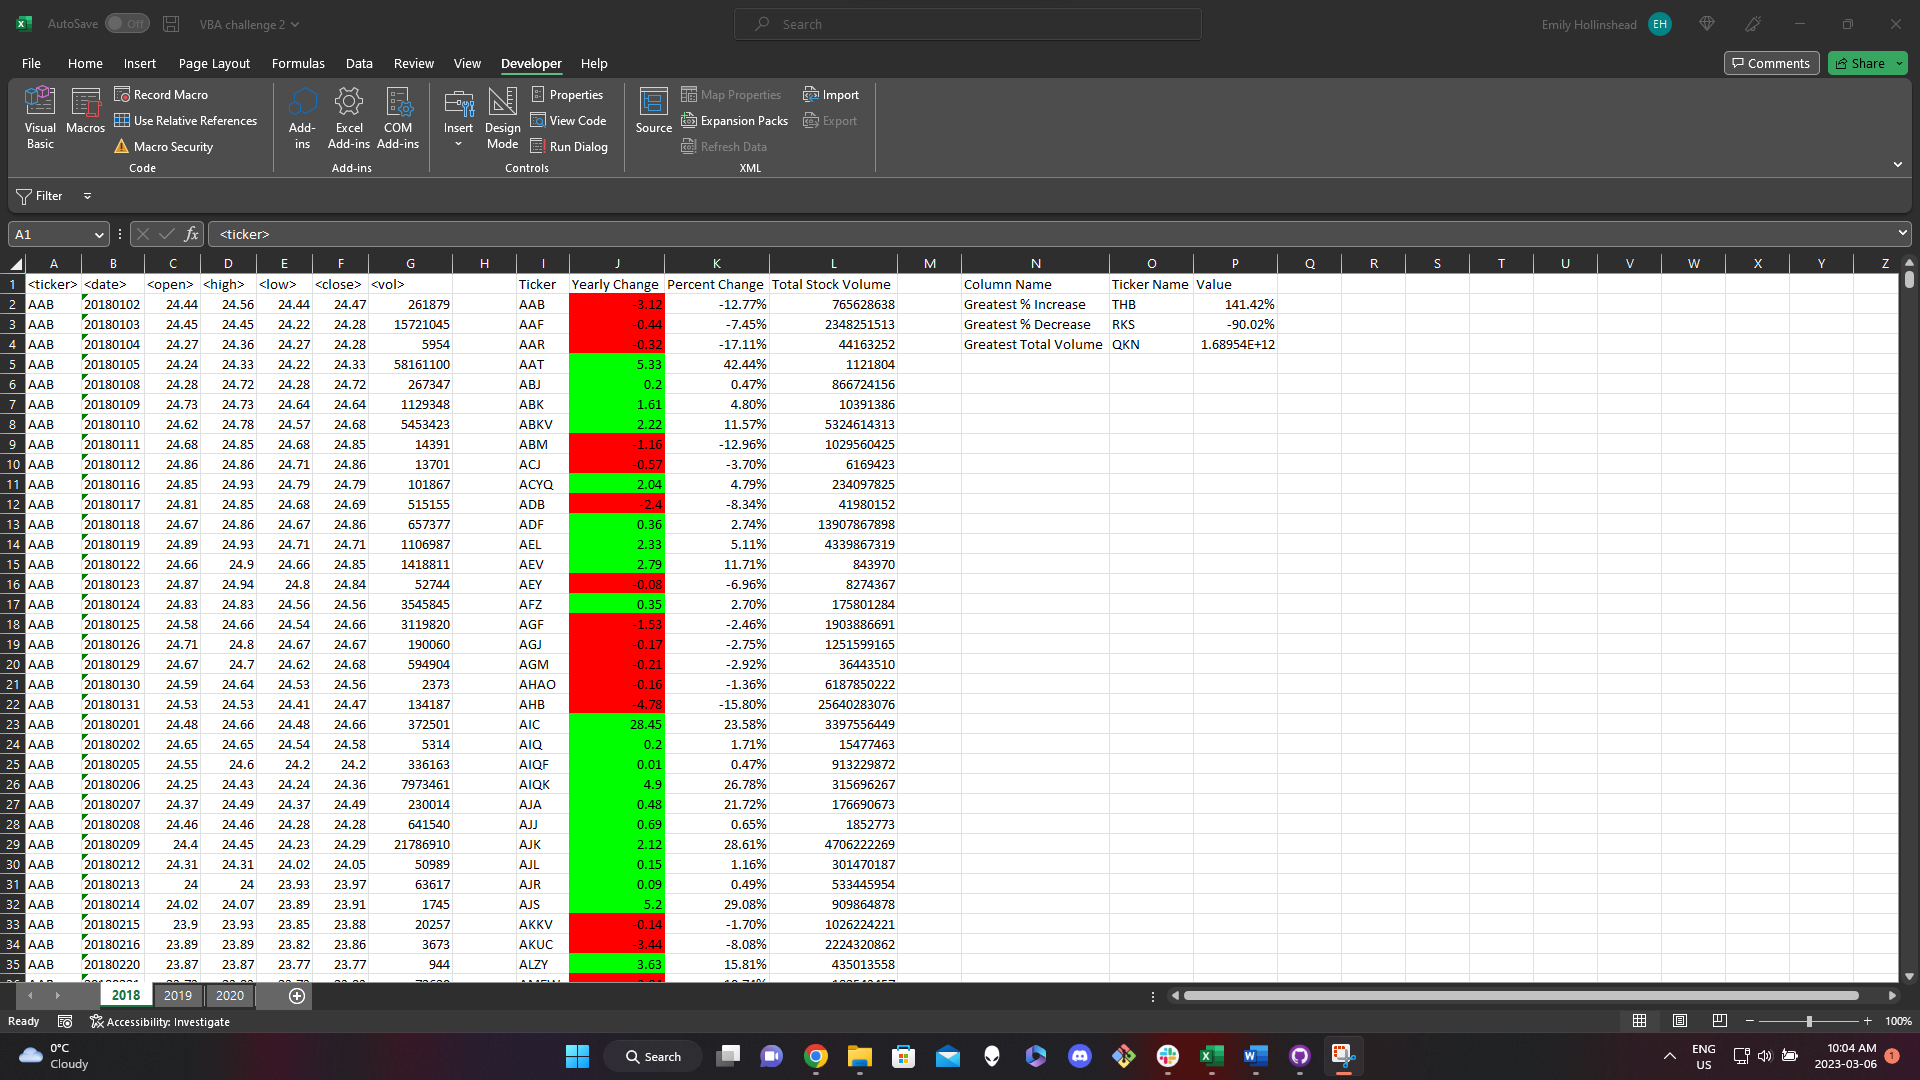 AutoSave Off VBA challenge 2 Search Emily Hollinshead EH
File Home Insert Page Layout Formulas Data Review View Developer Help Comments Share
Visual Basic Macros Record Macro Use Relative References Macro Security Code
Add-ins Excel Add-ins COM Add-ins Add-ins
Insert Design Mode Properties View Code Run Dialog Controls
Source Map Properties Expansion Packs Refresh Data Import Export XML
Filter
A1 fx <ticker>
A B C D E F G H I J K L M N O P Q R S T U V W X Y Z
1 <ticker> <date> <open> <high> <low> <close> <vol> Ticker Yearly Change Percent Change Total Stock Volume Column Name Ticker Name Value
2 AAB 20180102 24.44 24.56 24.44 24.47 261879 AAB -3.12 -12.77% 765628638 Greatest % Increase THB 141.42%
3 AAB 20180103 24.45 24.45 24.22 24.28 15721045 AAF -0.44 -7.45% 2348251513 Greatest % Decrease RKS -90.02%
4 AAB 20180104 24.27 24.36 24.27 24.28 5954 AAR -0.32 -17.11% 44163252 Greatest Total Volume QKN 1.68954E+12
5 AAB 20180105 24.24 24.33 24.22 24.33 58161100 AAT 5.33 42.44% 1121804
6 AAB 20180108 24.28 24.72 24.28 24.72 267347 ABJ 0.2 0.47% 866724156
7 AAB 20180109 24.73 24.73 24.64 24.64 1129348 ABK 1.61 4.80% 10391386
8 AAB 20180110 24.62 24.78 24.57 24.68 5453423 ABKV 2.22 11.57% 5324614313
9 AAB 20180111 24.68 24.85 24.68 24.85 14391 ABM -1.16 -12.96% 1029560425
10 AAB 20180112 24.86 24.86 24.71 24.86 13701 ACJ -0.57 -3.70% 6169423
11 AAB 20180116 24.85 24.93 24.79 24.79 101867 ACYQ 2.04 4.79% 234097825
12 AAB 20180117 24.81 24.85 24.68 24.69 515155 ADB -2.4 -8.34% 41980152
13 AAB 20180118 24.67 24.86 24.67 24.86 657377 ADF 0.36 2.74% 13907867898
14 AAB 20180119 24.89 24.93 24.71 24.71 1106987 AEL 2.33 5.11% 4339867319
15 AAB 20180122 24.66 24.9 24.66 24.85 1418811 AEV 2.79 11.71% 843970
16 AAB 20180123 24.87 24.94 24.8 24.84 52744 AEY -0.08 -6.96% 8274367
17 AAB 20180124 24.83 24.83 24.56 24.56 3545845 AFZ 0.35 2.70% 175801284
18 AAB 20180125 24.58 24.66 24.54 24.66 3119820 AGF -1.53 -2.46% 1903886691
19 AAB 20180126 24.71 24.8 24.67 24.67 190060 AGJ -0.17 -2.75% 1251599165
20 AAB 20180129 24.67 24.7 24.62 24.68 594904 AGM -0.21 -2.92% 36443510
21 AAB 20180130 24.59 24.64 24.53 24.56 2373 AHAO -0.16 -1.36% 6187850222
22 AAB 20180131 24.53 24.53 24.41 24.47 134187 AHB -4.78 -15.80% 25640283076
23 AAB 20180201 24.48 24.66 24.48 24.66 372501 AIC 28.45 23.58% 3397556449
24 AAB 20180202 24.65 24.65 24.54 24.58 5314 AIQ 0.2 1.71% 15477463
25 AAB 20180205 24.55 24.6 24.2 24.2 336163 AIQF 0.01 0.47% 913229872
26 AAB 20180206 24.25 24.43 24.24 24.36 7973461 AIQK 4.9 26.78% 315696267
27 AAB 20180207 24.37 24.49 24.37 24.49 230014 AJA 0.48 21.72% 176690673
28 AAB 20180208 24.46 24.46 24.28 24.28 641540 AJJ 0.69 0.65% 1852773
29 AAB 20180209 24.4 24.45 24.23 24.29 21786910 AJK 2.12 28.61% 4706222269
30 AAB 20180212 24.31 24.31 24.02 24.05 50989 AJL 0.15 1.16% 301470187
31 AAB 20180213 24 24 23.93 23.97 63617 AJR 0.09 0.49% 533445954
32 AAB 20180214 24.02 24.07 23.89 23.91 1745 AJS 5.2 29.08% 909864878
33 AAB 20180215 23.9 23.93 23.85 23.88 20257 AKKV -0.14 -1.70% 1026224221
34 AAB 20180216 23.89 23.89 23.82 23.86 3673 AKUC -3.44 -8.08% 2224320862
35 AAB 20180220 23.87 23.87 23.77 23.77 944 ALZY 3.63 15.81% 435013558
2018 2019 2020
Ready Accessibility: Investigate 100%
0°C Cloudy Search ENG US 10:04 AM 2023-03-06 1